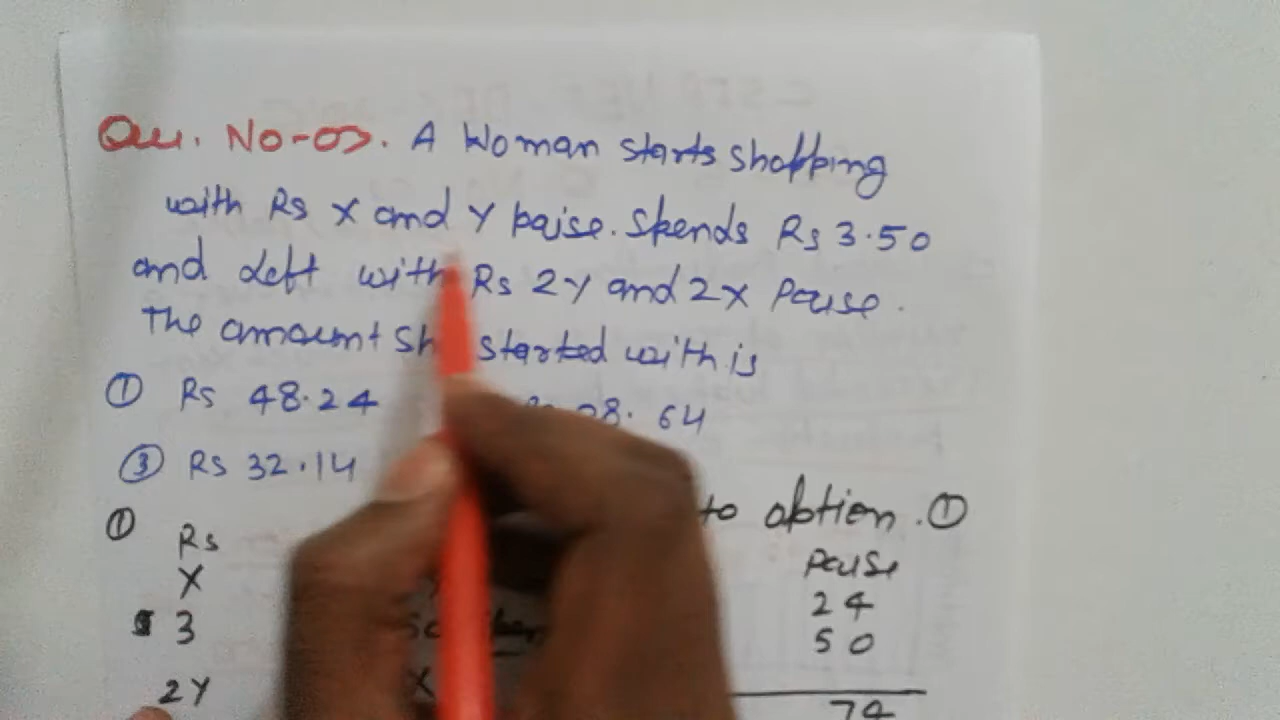 Qu. No-03. A Woman starts shopping
with Rs X and Y paise. Spends Rs 3.50
and left with Rs 2Y and 2X Paise.
The amount started with is
① Rs 48.24 28. 64
③ Rs 32.14
① to option. ①
Rs Paise
X 24
3 50
2Y X 74